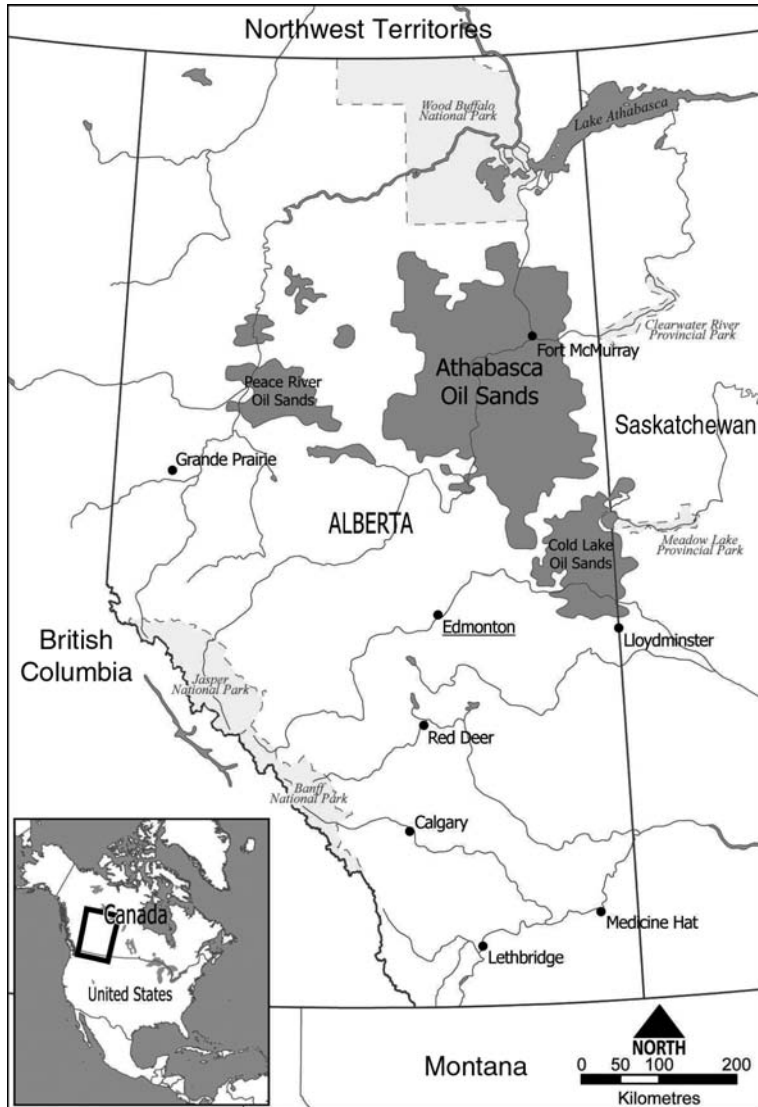 Northwest Territories
Wood Buffalo
National Park
Lake Athabasca
Clearwater River
Provincial Park
Fort McMurray
Athabasca
Oil Sands
Peace River
Oil Sands
Saskatchewan
Grande Prairie
ALBERTA
Meadow Lake
Provincial Park
Cold Lake
Oil Sands
Edmonton
Lloydminster
British
Columbia
Jasper
National Park
Red Deer
Banff
National Park
Calgary
Medicine Hat
Lethbridge
Canada
United States
Montana
NORTH
0 50 100 200
Kilometres